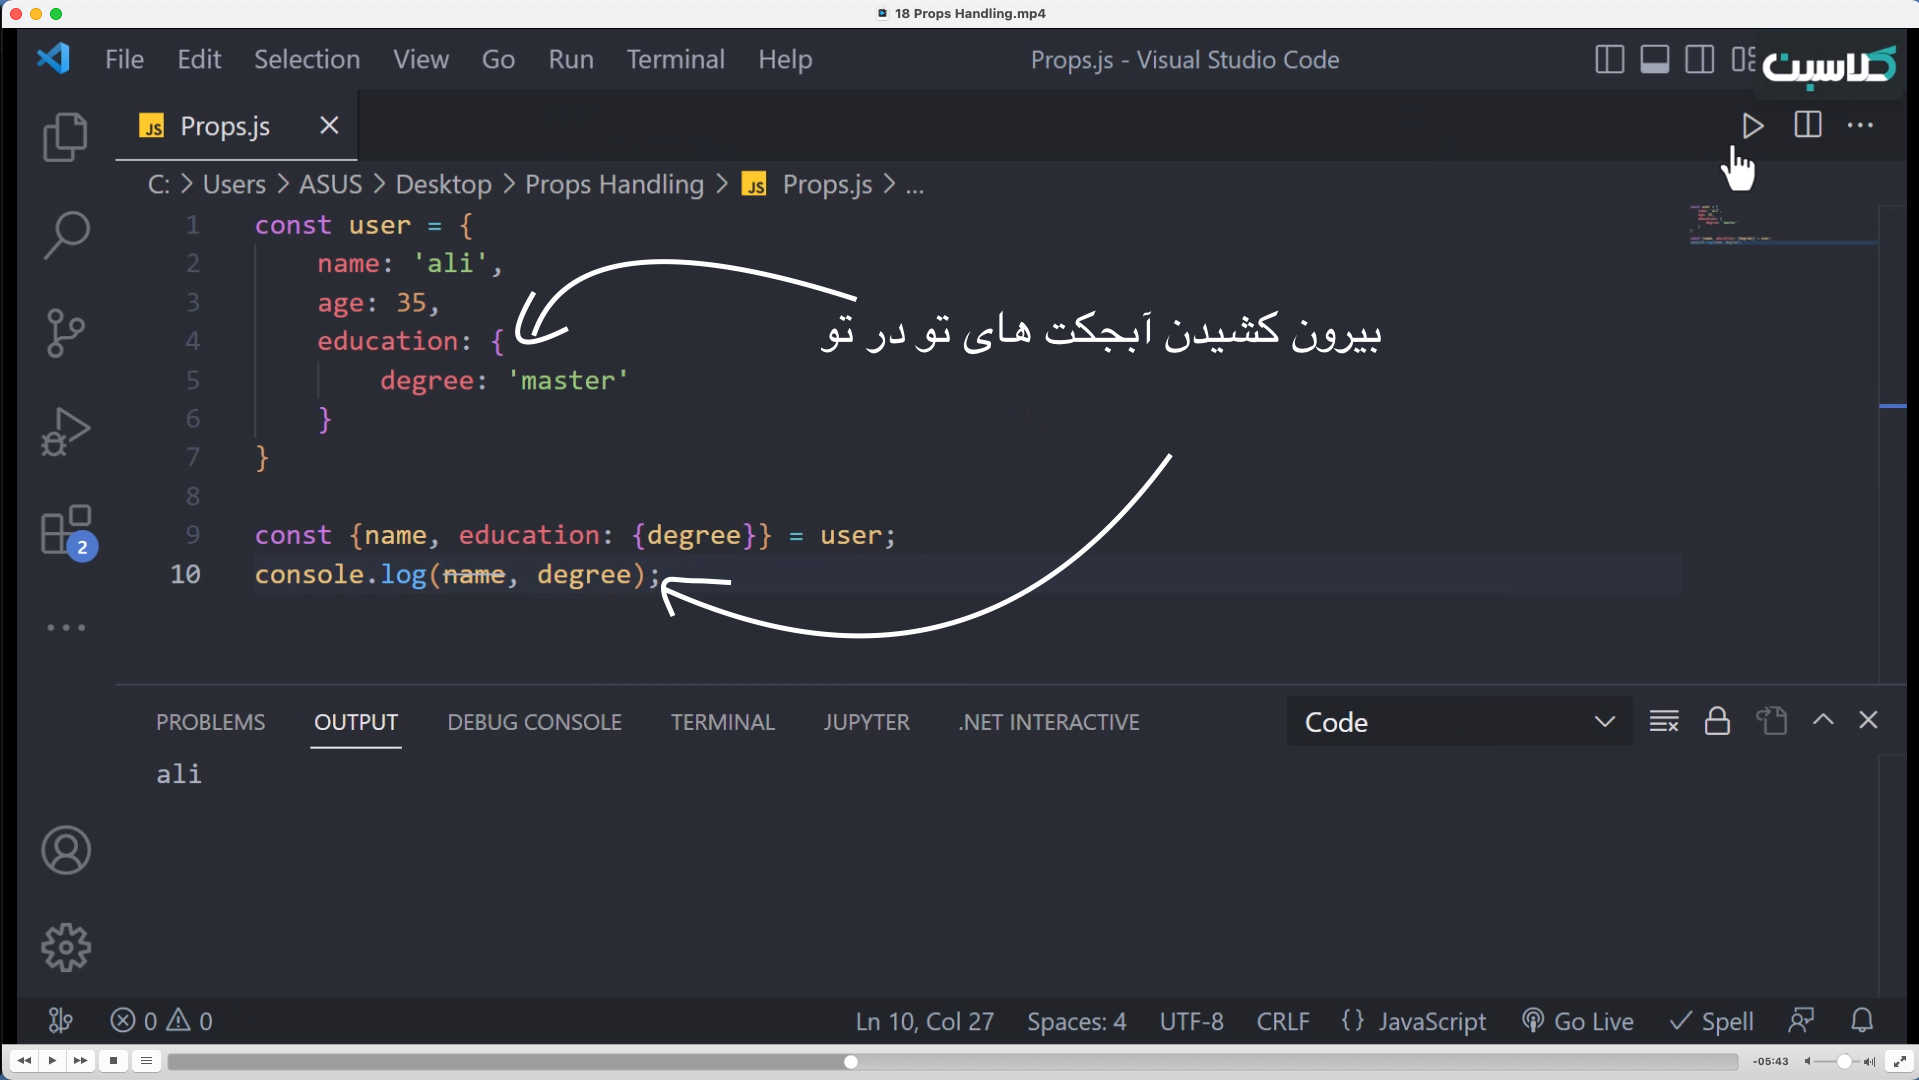 18 Props Handling.mp4
File Edit Selection View Go Run Terminal Help Props.js - Visual Studio Code
کلاسبت
JS Props.js
C: > Users > ASUS > Desktop > Props Handling > JS Props.js > ...
1 const user = {
2 name: 'ali',
3 age: 35,
4 education: {
5 degree: 'master'
6 }
7 }
8
9 const {name, education: {degree}} = user;
10 console.log(name, degree);
بیرون کشیدن آبجکت های تو در تو
2
PROBLEMS OUTPUT DEBUG CONSOLE TERMINAL JUPYTER .NET INTERACTIVE Code
ali
0 0 Ln 10, Col 27 Spaces: 4 UTF-8 CRLF {} JavaScript Go Live Spell
-05:43